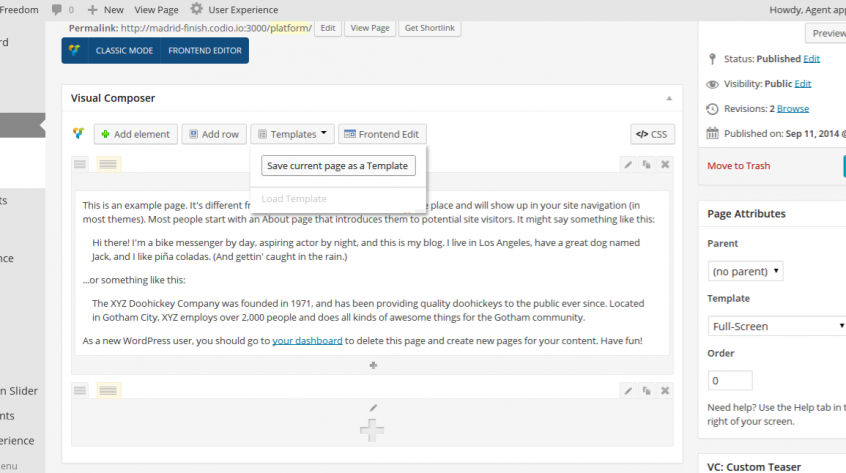 Freedom 0 New View Page User Experience Howdy, Agent app
Permalink: http://madrid-finish.codio.io:3000/platform/ Edit View Page Get Shortlink
CLASSIC MODE FRONTEND EDITOR
Visual Composer
Add element Add row Templates Frontend Edit </> CSS
Save current page as a Template
Load Template
This is an example page. It's different place and will show up in your site navigation (in
most themes). Most people start with an About page that introduces them to potential site visitors. It might say something like this:
Hi there! I'm a bike messenger by day, aspiring actor by night, and this is my blog. I live in Los Angeles, have a great dog named
Jack, and I like piña coladas. (And gettin' caught in the rain.)
...or something like this:
The XYZ Doohickey Company was founded in 1971, and has been providing quality doohickeys to the public ever since. Located
in Gotham City, XYZ employs over 2,000 people and does all kinds of awesome things for the Gotham community.
As a new WordPress user, you should go to your dashboard to delete this page and create new pages for your content. Have fun!
Preview
Status: Published Edit
Visibility: Public Edit
Revisions: 2 Browse
Published on: Sep 11, 2014 @
Move to Trash
Page Attributes
Parent
(no parent)
Template
Full-Screen
Order
0
Need help? Use the Help tab in
right of your screen.
VC: Custom Teaser
rd
ts
nce
n Slider
nts
erience
enu